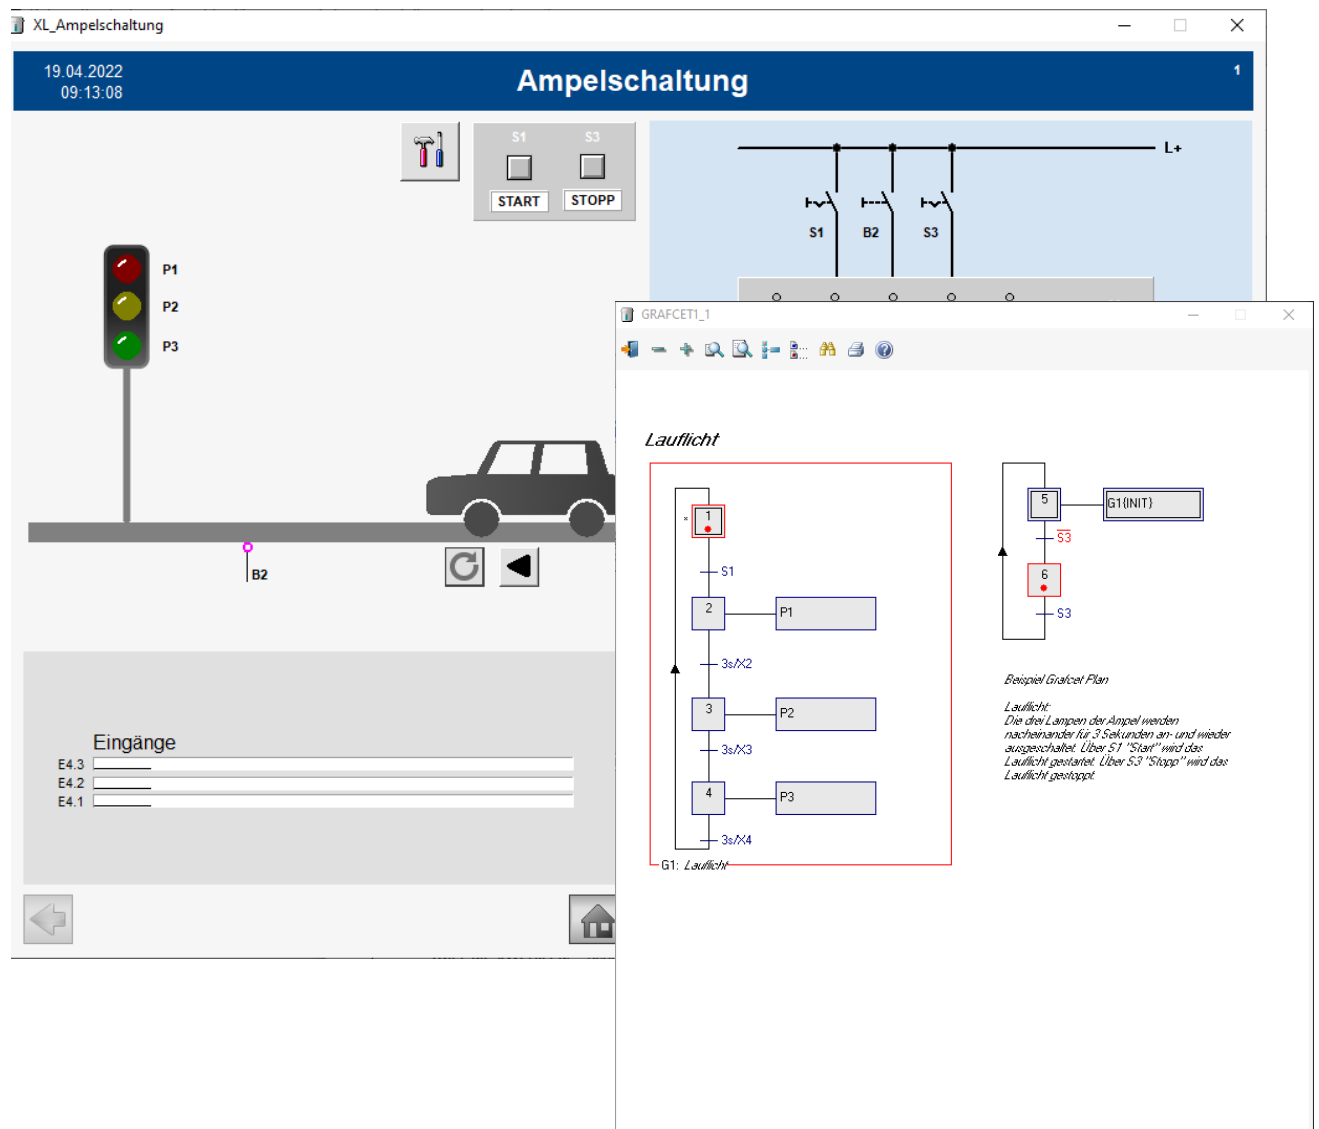 XL_Ampelschaltung
19.04.2022
09:13:08
Ampelschaltung
1
S1
S3
START
STOPP
L+
S1
B2
S3
P1
P2
P3
B2
Eingänge
E4.3
E4.2
E4.1
GRAFCET1_1
Lauflicht
1
*
S1
2
P1
3s/X2
3
P2
3s/X3
4
P3
3s/X4
G1: Lauflicht
5
G1{INIT}
S3
6
S3
Beispiel Grafcet Plan
Lauflicht:
Die drei Lampen der Ampel werden
nacheinander für 3 Sekunden an- und wieder
ausgeschaltet. Über S1 "Start" wird das
Lauflicht gestartet. Über S3 "Stopp" wird das
Lauflicht gestoppt.